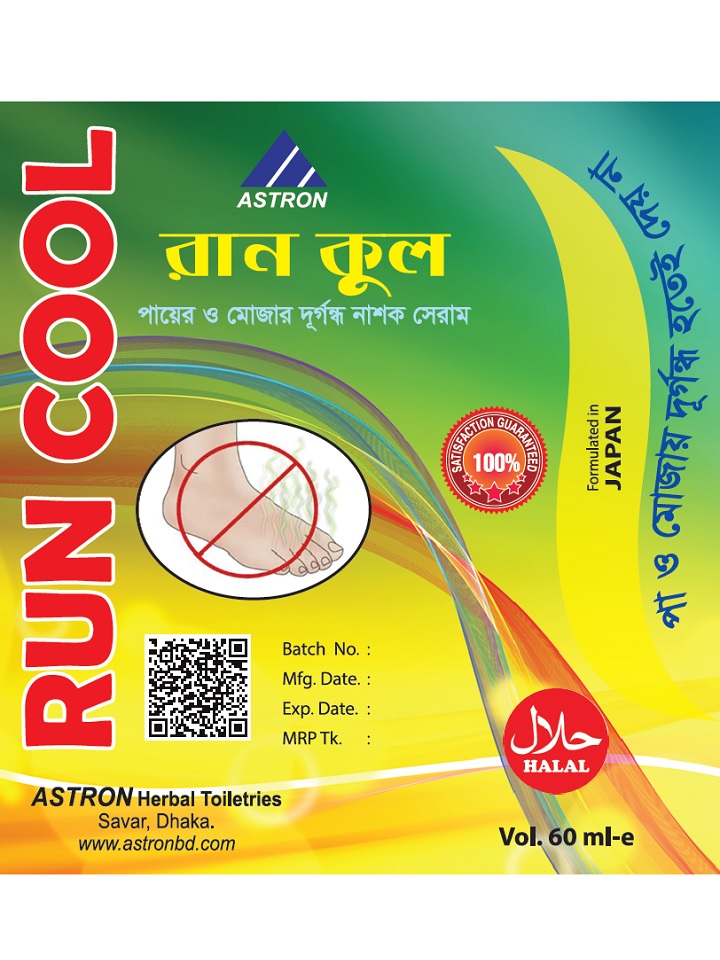 RUN COOL
ASTRON
রান কুল
পায়ের ও মোজার দূর্গন্ধ নাশক সেরাম
পা ও মোজায় দূর্গন্ধ হতেই দেয় না
SATISFACTION GUARANTEED
100%
Formulated in
JAPAN
Batch No. :
Mfg. Date. :
Exp. Date. :
MRP Tk. :
حلال
HALAL
ASTRON Herbal Toiletries
Savar, Dhaka.
www.astronbd.com
Vol. 60 ml-e